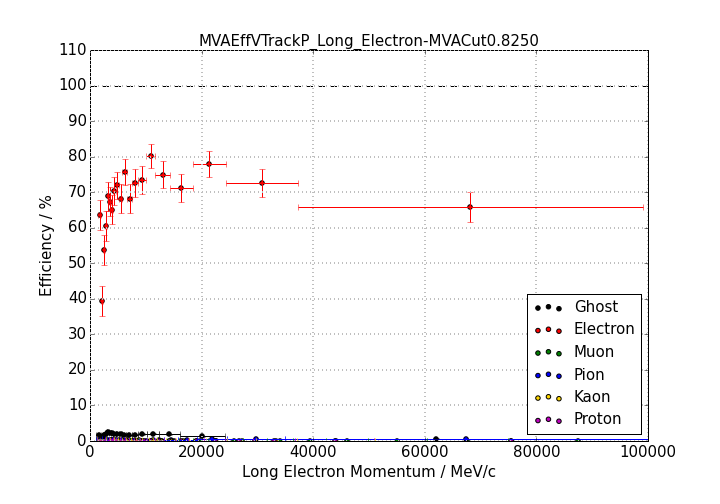 MVAEffVTrackP_Long_Electron-MVACut0.8250
110
100
90
80
70
60
50
40
30
20
10
0
Efficiency / %
Ghost
Electron
Muon
Pion
Kaon
Proton
0 20000 40000 60000 80000 100000
Long Electron Momentum / MeV/c